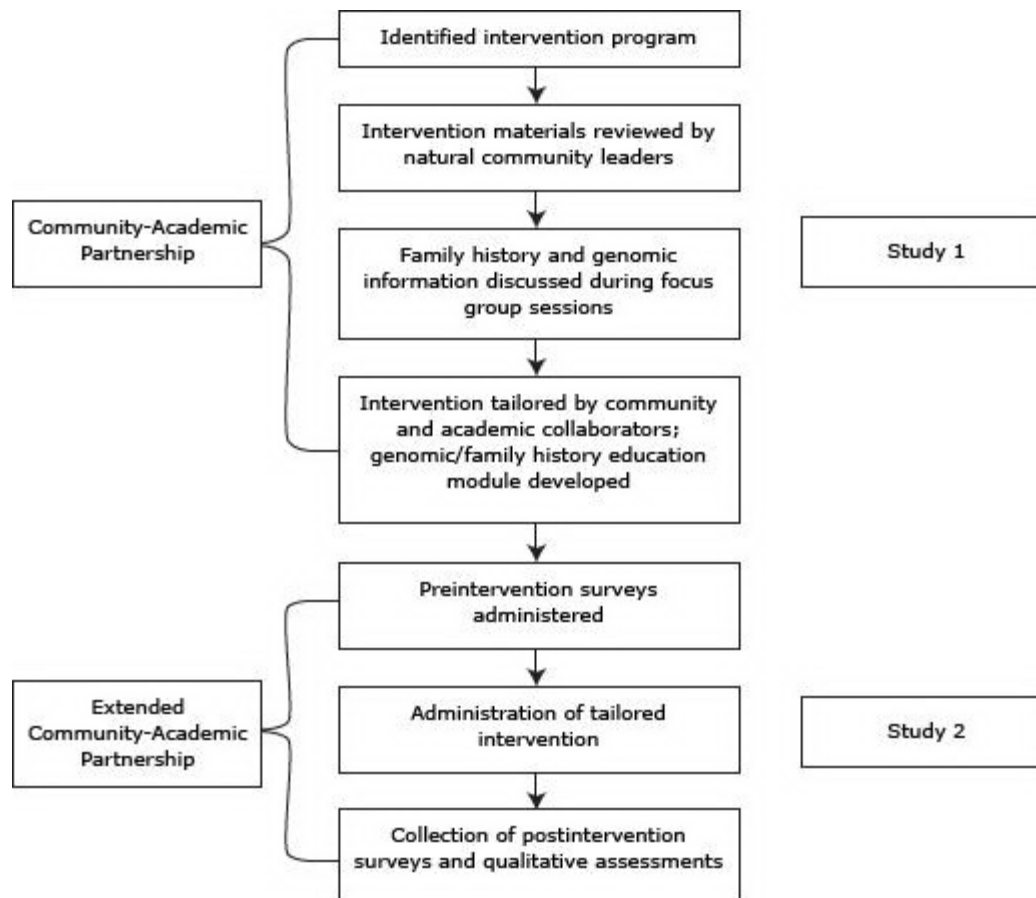 Identified intervention program
Intervention materials reviewed by
natural community leaders
Community-Academic
Partnership
Family history and genomic
information discussed during focus
group sessions
Study 1
Intervention tailored by community
and academic collaborators;
genomic/family history education
module developed
Preintervention surveys
administered
Extended
Community-Academic
Partnership
Administration of tailored
intervention
Study 2
Collection of postintervention
surveys and qualitative assessments